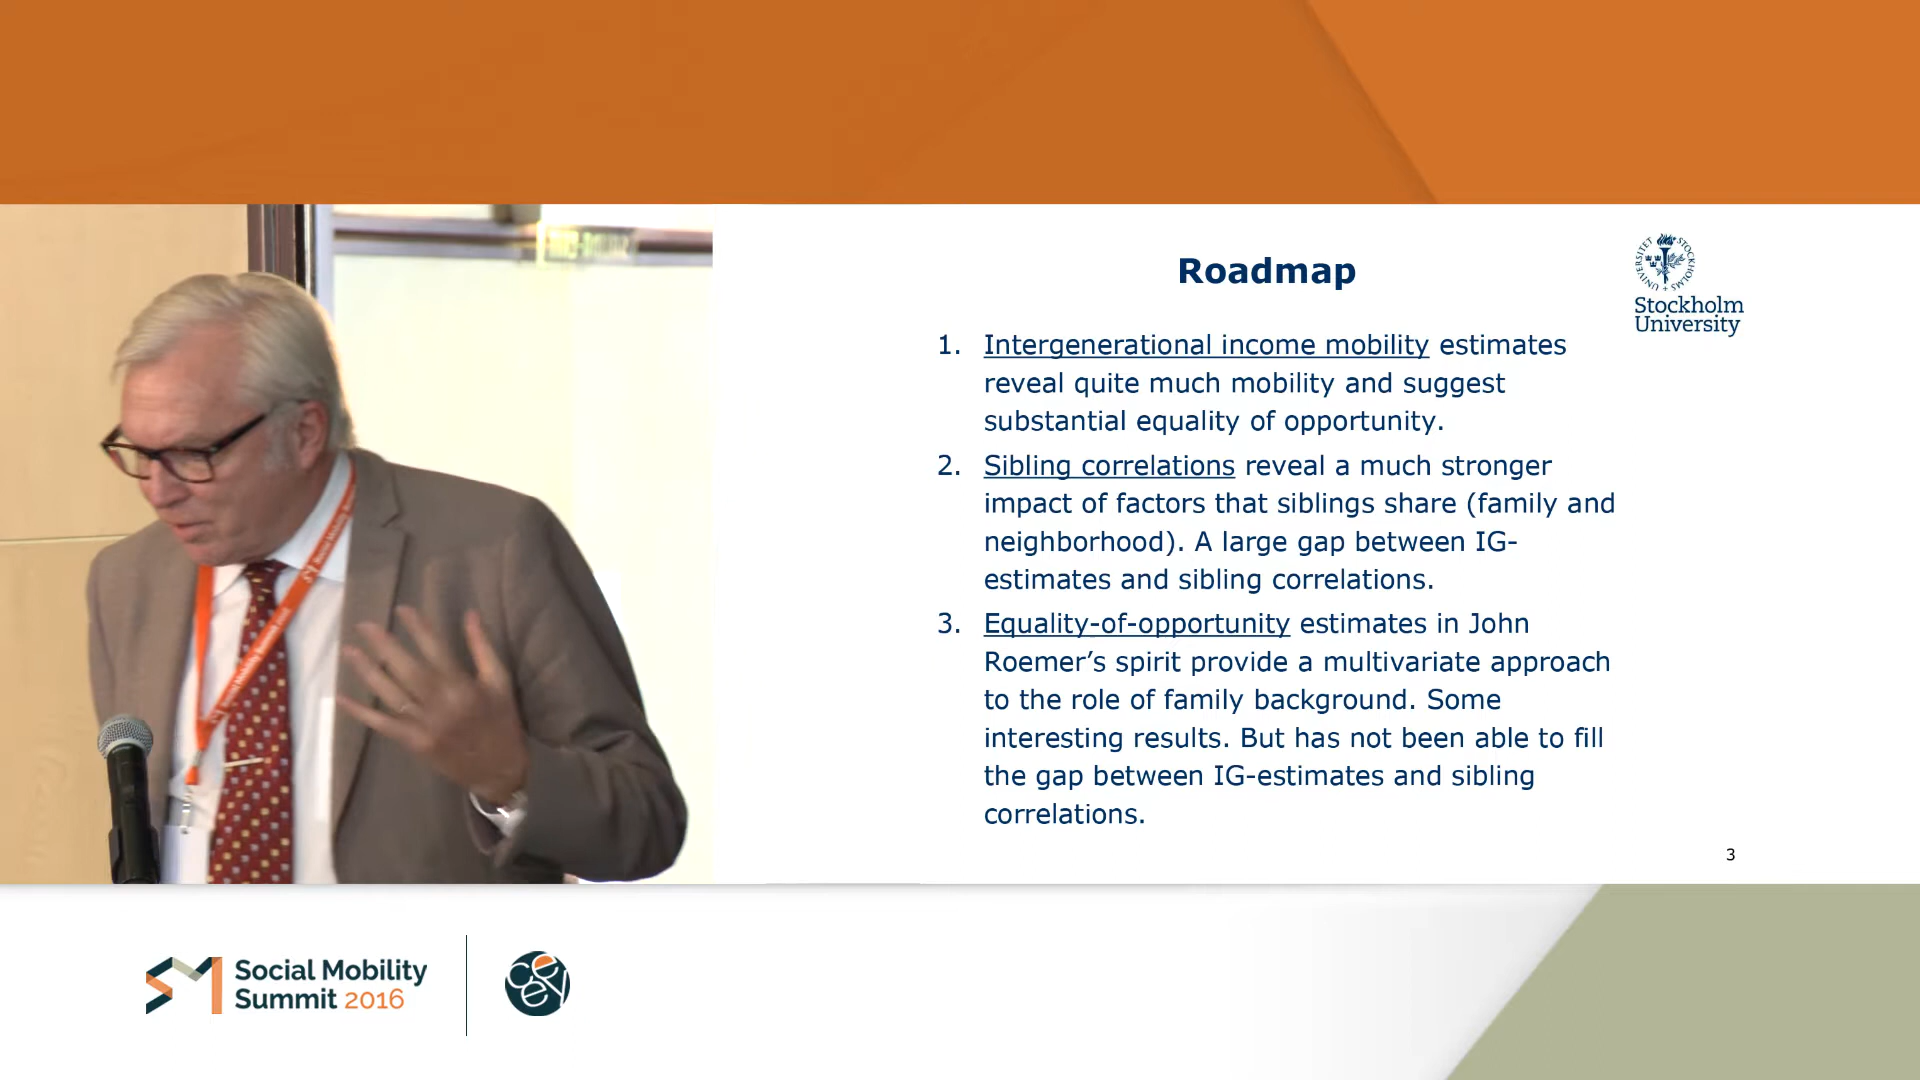 Roadmap
UNIVERSITET STOCKHOLMS
Stockholm
University
1. Intergenerational income mobility estimates
reveal quite much mobility and suggest
substantial equality of opportunity.
2. Sibling correlations reveal a much stronger
impact of factors that siblings share (family and
neighborhood). A large gap between IG-
estimates and sibling correlations.
3. Equality-of-opportunity estimates in John
Roemer’s spirit provide a multivariate approach
to the role of family background. Some
interesting results. But has not been able to fill
the gap between IG-estimates and sibling
correlations.
3
SM Social Mobility
Summit 2016
ceey